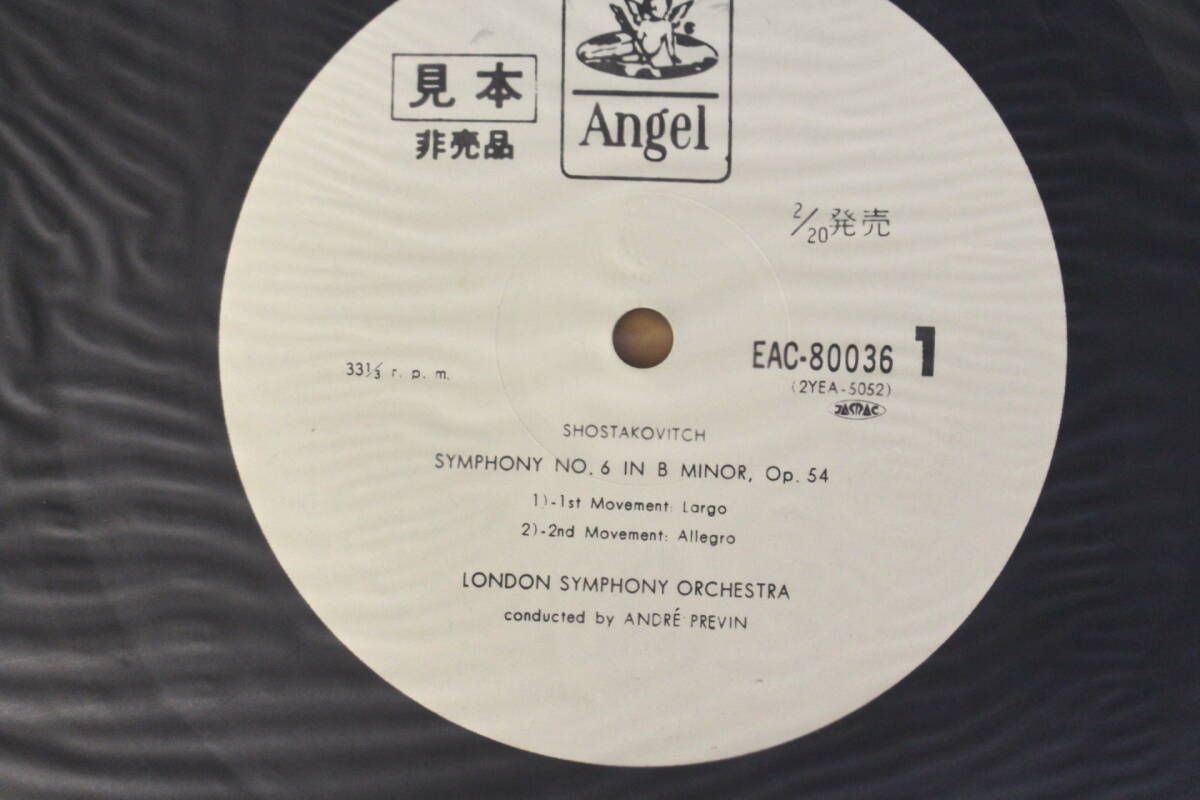 見本
非売品
Angel
2/20発売
33⅓ r. p. m.
EAC-80036 1
(2YEA-5052)
JASRAC
SHOSTAKOVITCH
SYMPHONY NO. 6 IN B MINOR, Op. 54
1)-1st Movement: Largo
2)-2nd Movement: Allegro
LONDON SYMPHONY ORCHESTRA
conducted by ANDRÉ PREVIN